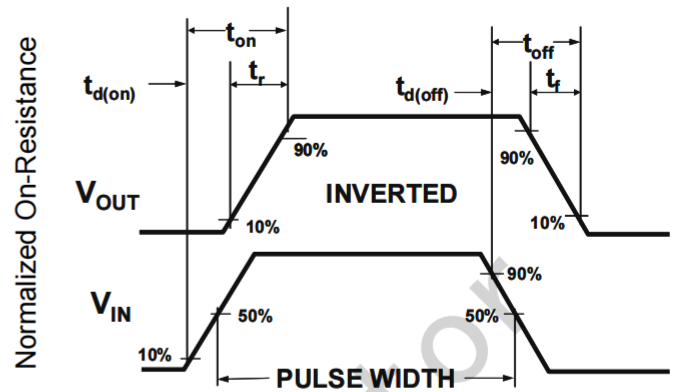 Normalized On-Resistance
t_on
t_off
t_d(on)
t_r
t_d(off)
t_f
90%
90%
V_OUT
INVERTED
10%
10%
90%
V_IN
50%
50%
10%
PULSE WIDTH
tor